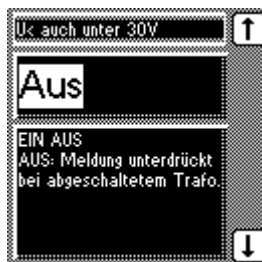 U< auch unter 30V
Aus
EIN AUS
AUS: Meldung unterdrückt
bei abgeschaltetem Trafo.